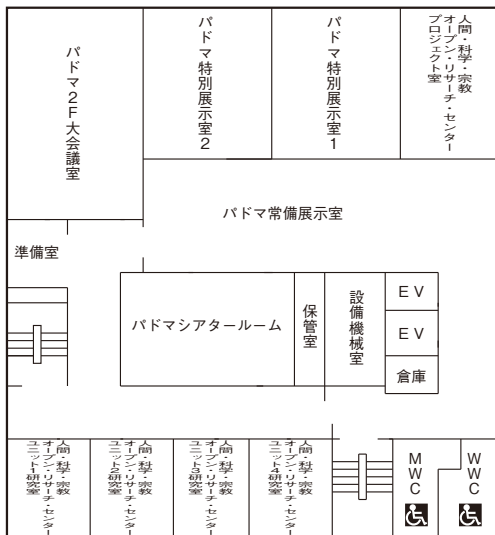 パドマ2F大会議室
パドマ特別展示室2
パドマ特別展示室1
人間・科学・宗教
オープン・リサーチ・センター
プロジェクト室
パドマ常備展示室
準備室
パドマシアタールーム
保管室
設備機械室
EV
EV
倉庫
人間・科学・宗教
オープン・リサーチ・センター
ユニット1研究室
人間・科学・宗教
オープン・リサーチ・センター
ユニット2研究室
人間・科学・宗教
オープン・リサーチ・センター
ユニット3研究室
人間・科学・宗教
オープン・リサーチ・センター
ユニット4研究室
MWC
WWC